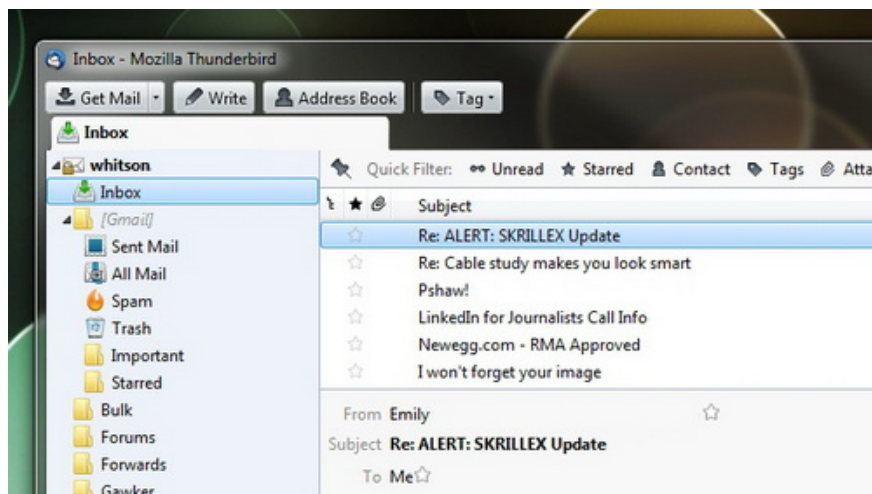 Inbox - Mozilla Thunderbird
Get Mail Write Address Book Tag
Inbox
whitson
Inbox
[Gmail]
Sent Mail
All Mail
Spam
Trash
Important
Starred
Bulk
Forums
Forwards
Gawker
Quick Filter: Unread Starred Contact Tags Atta
Subject
Re: ALERT: SKRILLEX Update
Re: Cable study makes you look smart
Pshaw!
LinkedIn for Journalists Call Info
Newegg.com - RMA Approved
I won't forget your image
From Emily
Subject Re: ALERT: SKRILLEX Update
To Me